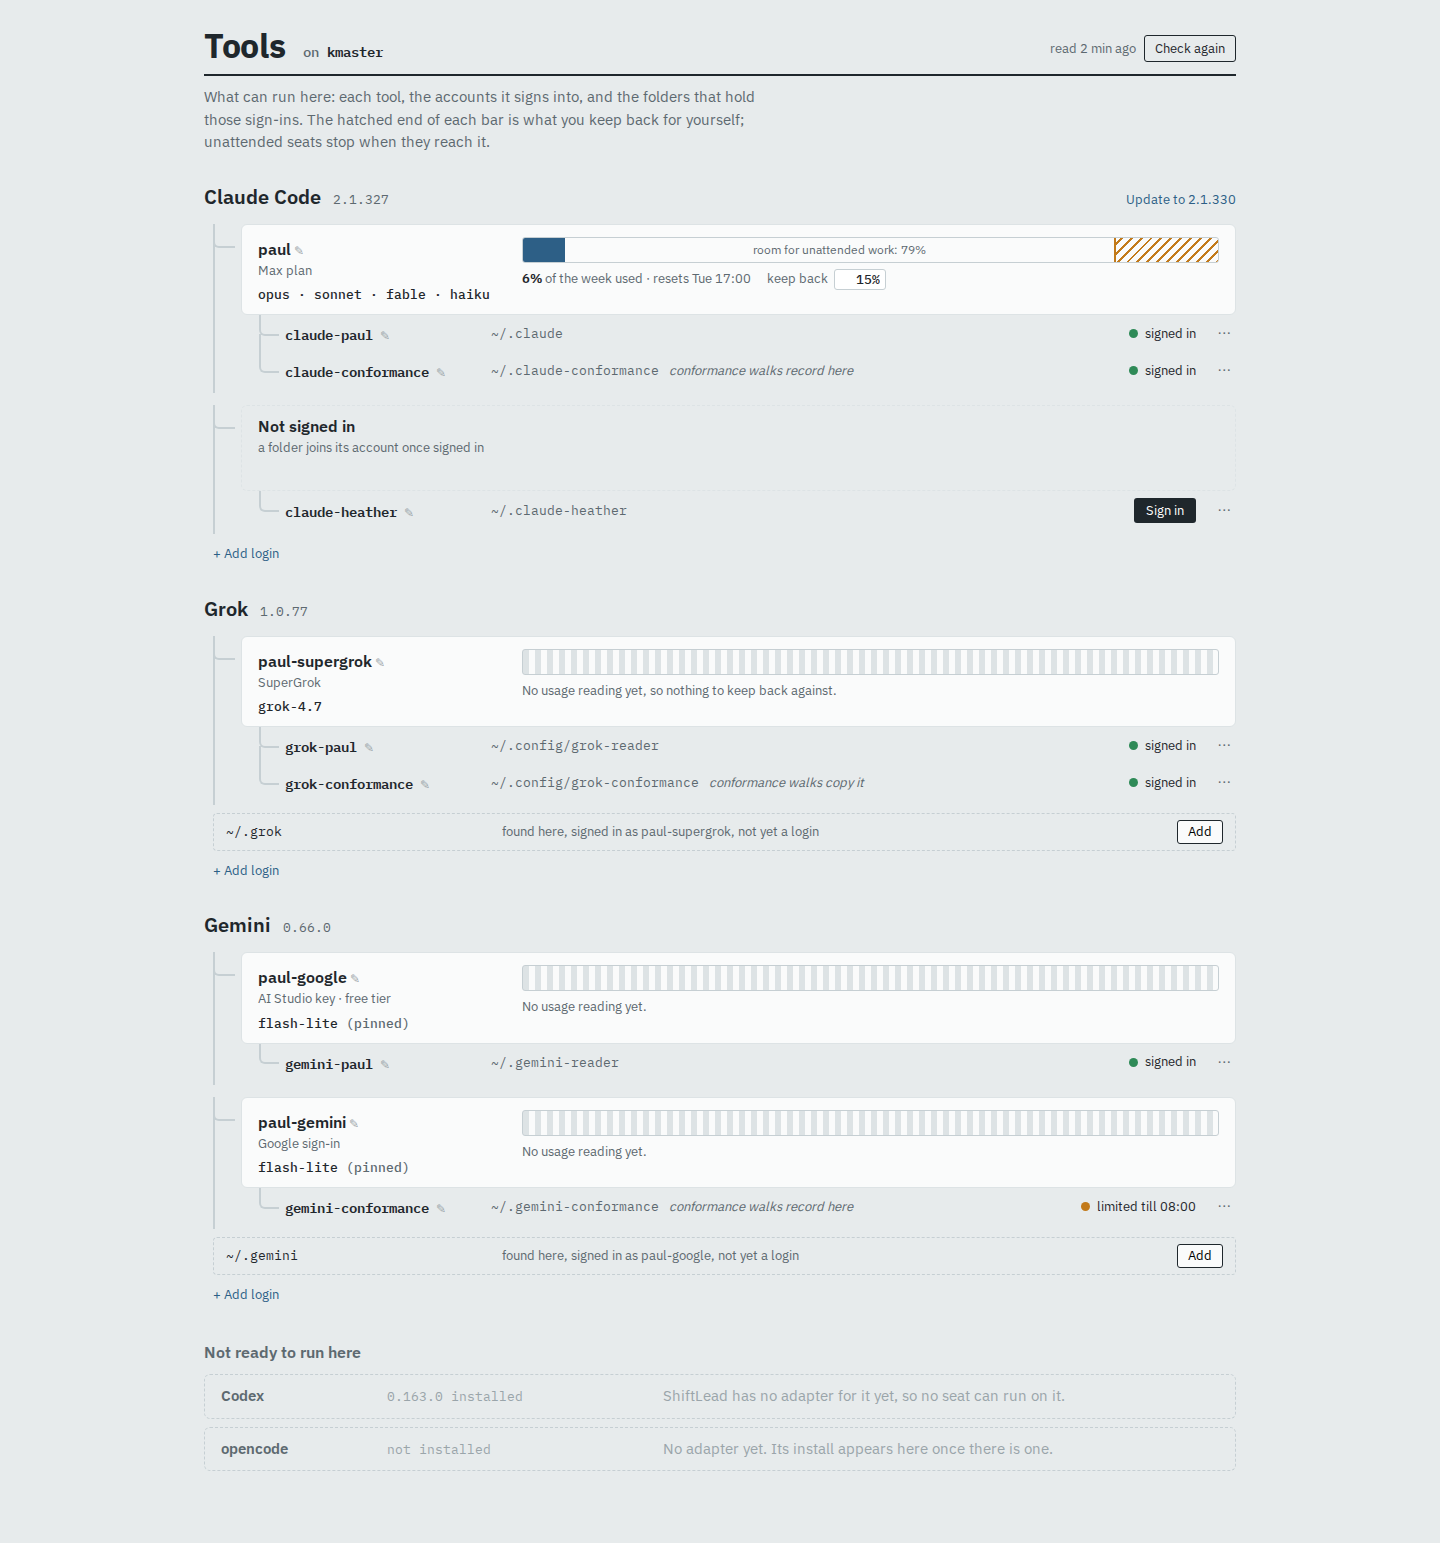 Tools on kmaster read 2 min ago Check again
What can run here: each tool, the accounts it signs into, and the folders that hold
those sign-ins. The hatched end of each bar is what you keep back for yourself;
unattended seats stop when they reach it.
Claude Code 2.1.327 Update to 2.1.330
paul ✎ room for unattended work: 79%
Max plan 6% of the week used · resets Tue 17:00 keep back 15%
opus · sonnet · fable · haiku
claude-paul ✎ ~/.claude signed in ···
claude-conformance ✎ ~/.claude-conformance conformance walks record here signed in ···
Not signed in
a folder joins its account once signed in
claude-heather ✎ ~/.claude-heather Sign in ···
+ Add login
Grok 1.0.77
paul-supergrok ✎
SuperGrok No usage reading yet, so nothing to keep back against.
grok-4.7
grok-paul ✎ ~/.config/grok-reader signed in ···
grok-conformance ✎ ~/.config/grok-conformance conformance walks copy it signed in ···
~/.grok found here, signed in as paul-supergrok, not yet a login Add
+ Add login
Gemini 0.66.0
paul-google ✎
AI Studio key · free tier No usage reading yet.
flash-lite (pinned)
gemini-paul ✎ ~/.gemini-reader signed in ···
paul-gemini ✎
Google sign-in No usage reading yet.
flash-lite (pinned)
gemini-conformance ✎ ~/.gemini-conformance conformance walks record here limited till 08:00 ···
~/.gemini found here, signed in as paul-google, not yet a login Add
+ Add login
Not ready to run here
Codex 0.163.0 installed ShiftLead has no adapter for it yet, so no seat can run on it.
opencode not installed No adapter yet. Its install appears here once there is one.